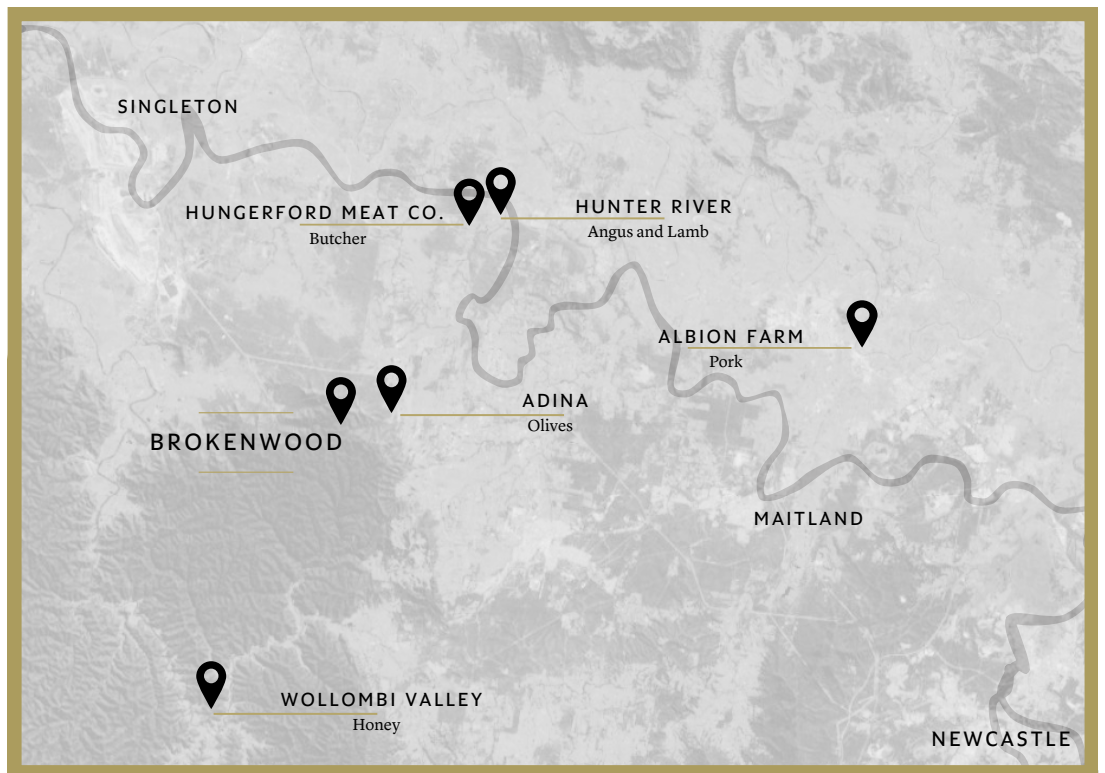 SINGLETON
HUNGERFORD MEAT CO.
Butcher
HUNTER RIVER
Angus and Lamb
ALBION FARM
Pork
ADINA
Olives
BROKENWOOD
MAITLAND
WOLLOMBI VALLEY
Honey
NEWCASTLE